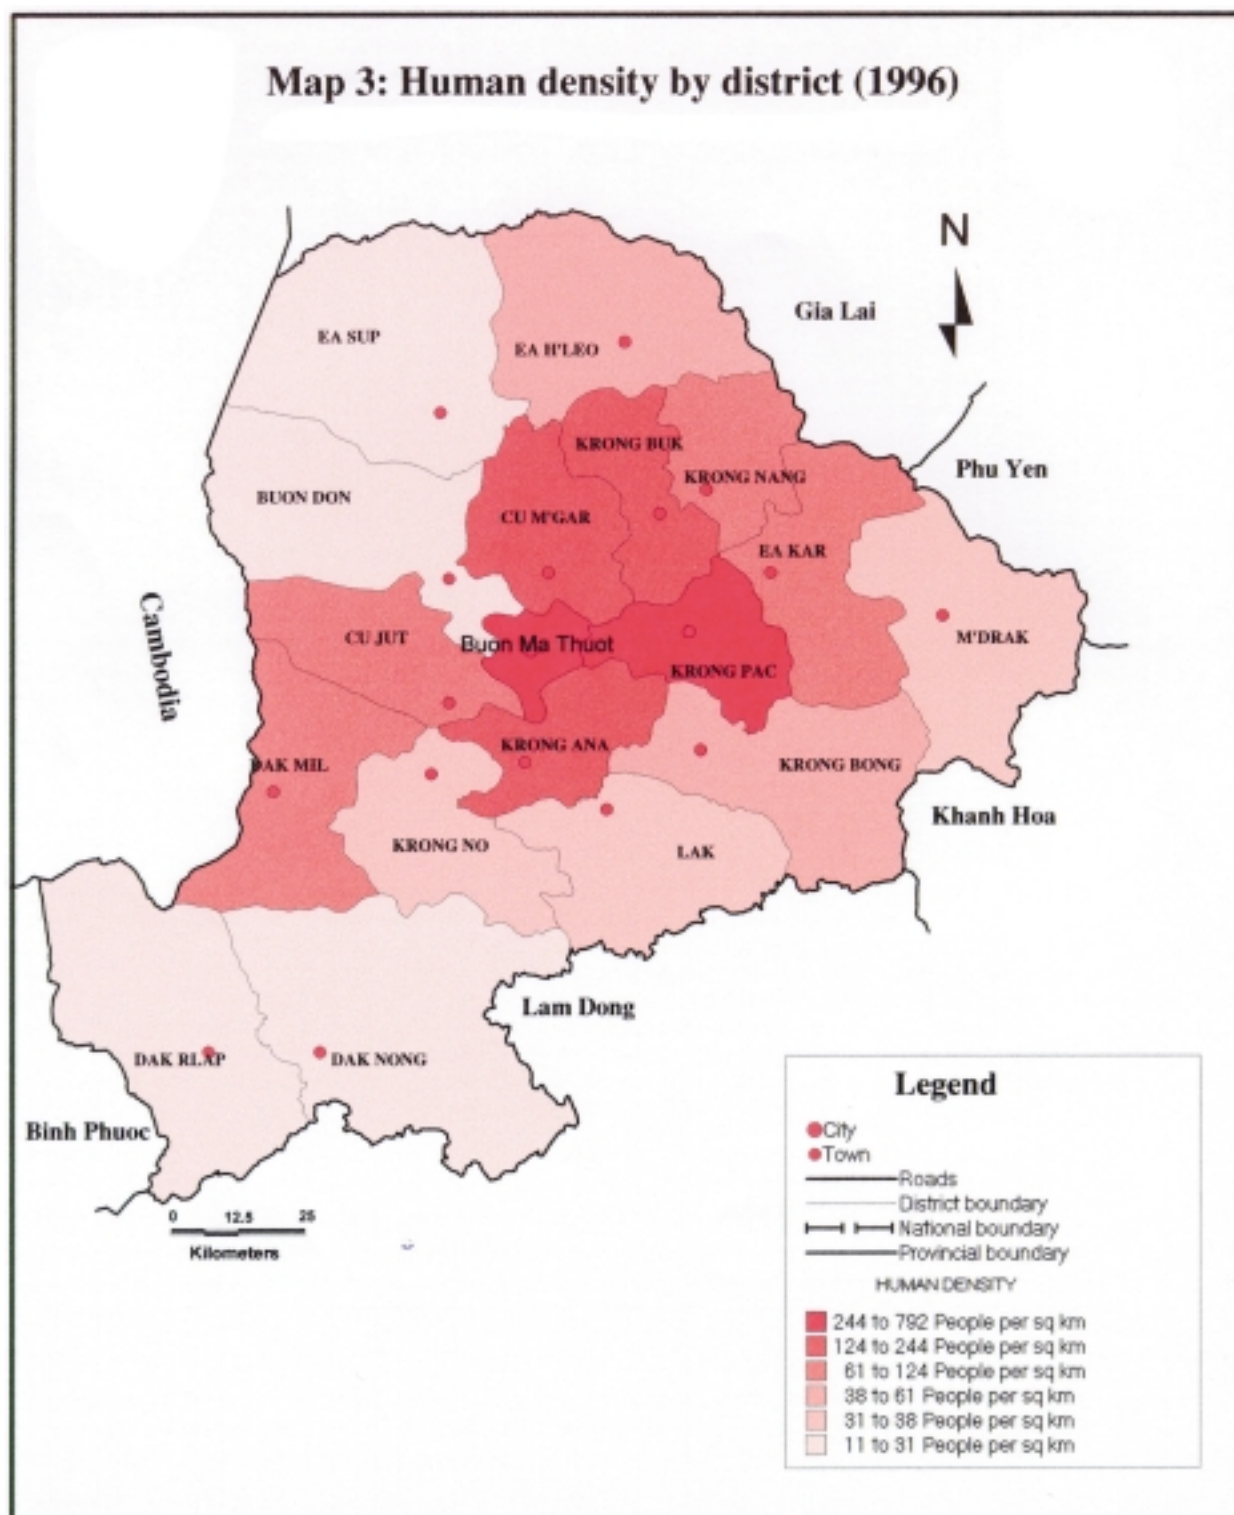 Map 3: Human density by district (1996)
N
Gia Lai
EA SUP
EA H'LEO
KRONG BUK
Phu Yen
KRONG NANG
BUON DON
CU M'GAR
EA KAR
Cambodia
CU JUT
Buon Ma Thuot
M'DRAK
KRONG PAC
KRONG ANA
DAK MIL
KRONG BONG
Khanh Hoa
KRONG NO
LAK
Lam Dong
DAK RLAP
DAK NONG
Binh Phuoc
0 12.5 25
Kilometers
Legend
City
Town
Roads
District boundary
National boundary
Provincial boundary
HUMAN DENSITY
244 to 792 People per sq km
124 to 244 People per sq km
61 to 124 People per sq km
38 to 61 People per sq km
31 to 38 People per sq km
11 to 31 People per sq km